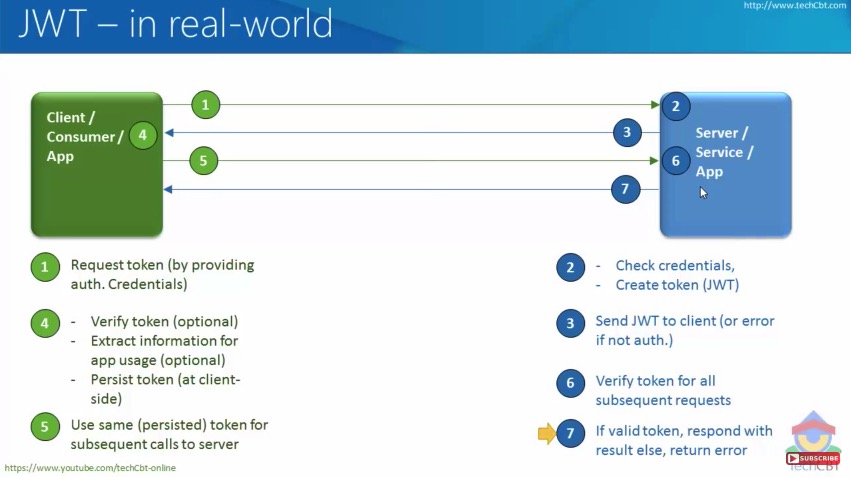 http://www.techCbt.com
JWT – in real-world
Client /
Consumer /
App
1
2
3
4
5
6
7
Server /
Service /
App
1 Request token (by providing
auth. Credentials)
4 - Verify token (optional)
- Extract information for
app usage (optional)
- Persist token (at client-
side)
5 Use same (persisted) token for
subsequent calls to server
2 - Check credentials,
- Create token (JWT)
3 Send JWT to client (or error
if not auth.)
6 Verify token for all
subsequent requests
7 If valid token, respond with
result else, return error
https://www.youtube.com/techCbt-online
SUBSCRIBE
TechCBT